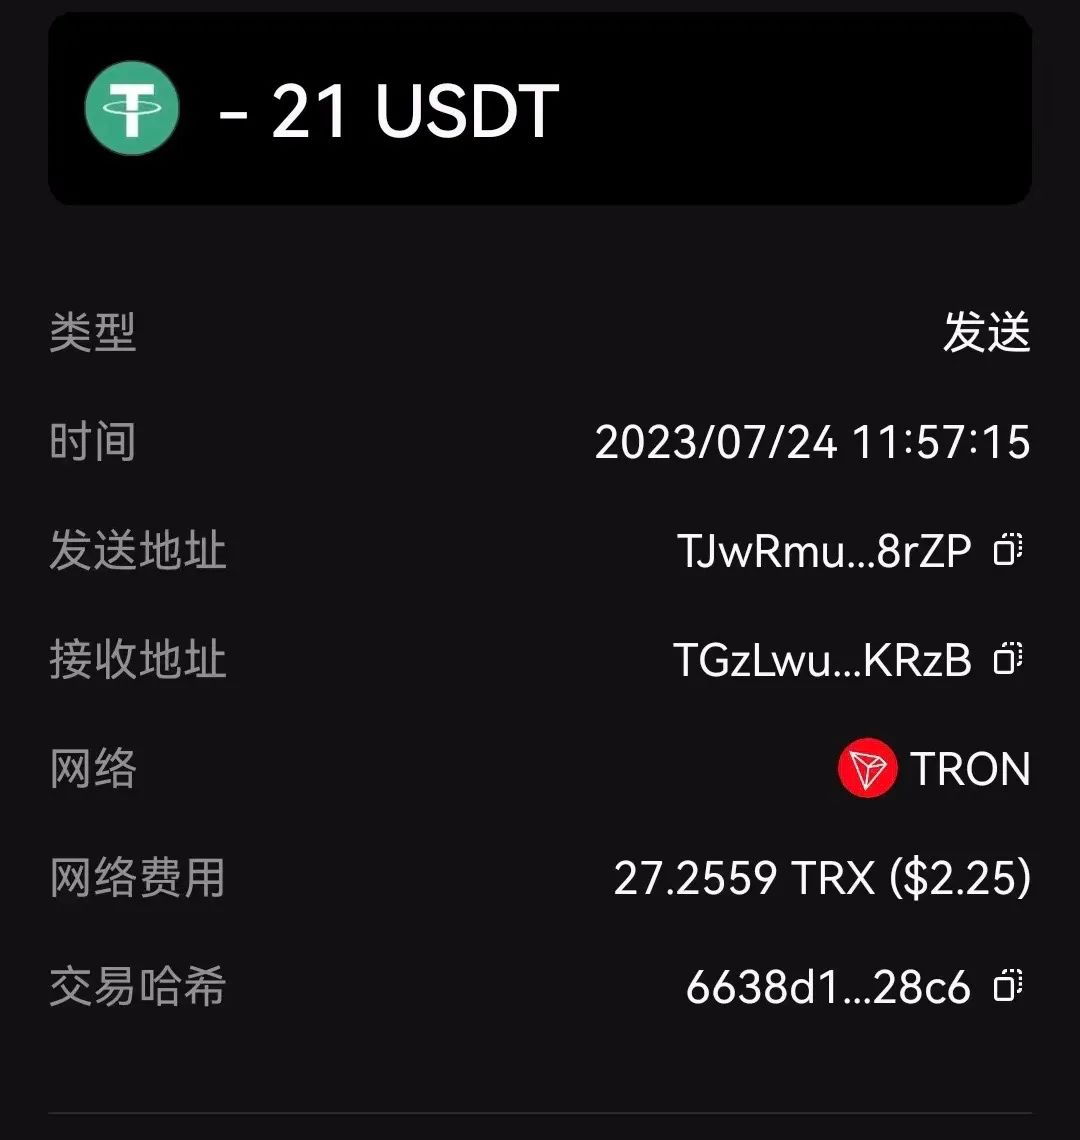 - 21 USDT
类型 发送
时间 2023/07/24 11:57:15
发送地址 TJwRmu...8rZP
接收地址 TGzLwu...KRzB
网络 TRON
网络费用 27.2559 TRX ($2.25)
交易哈希 6638d1...28c6